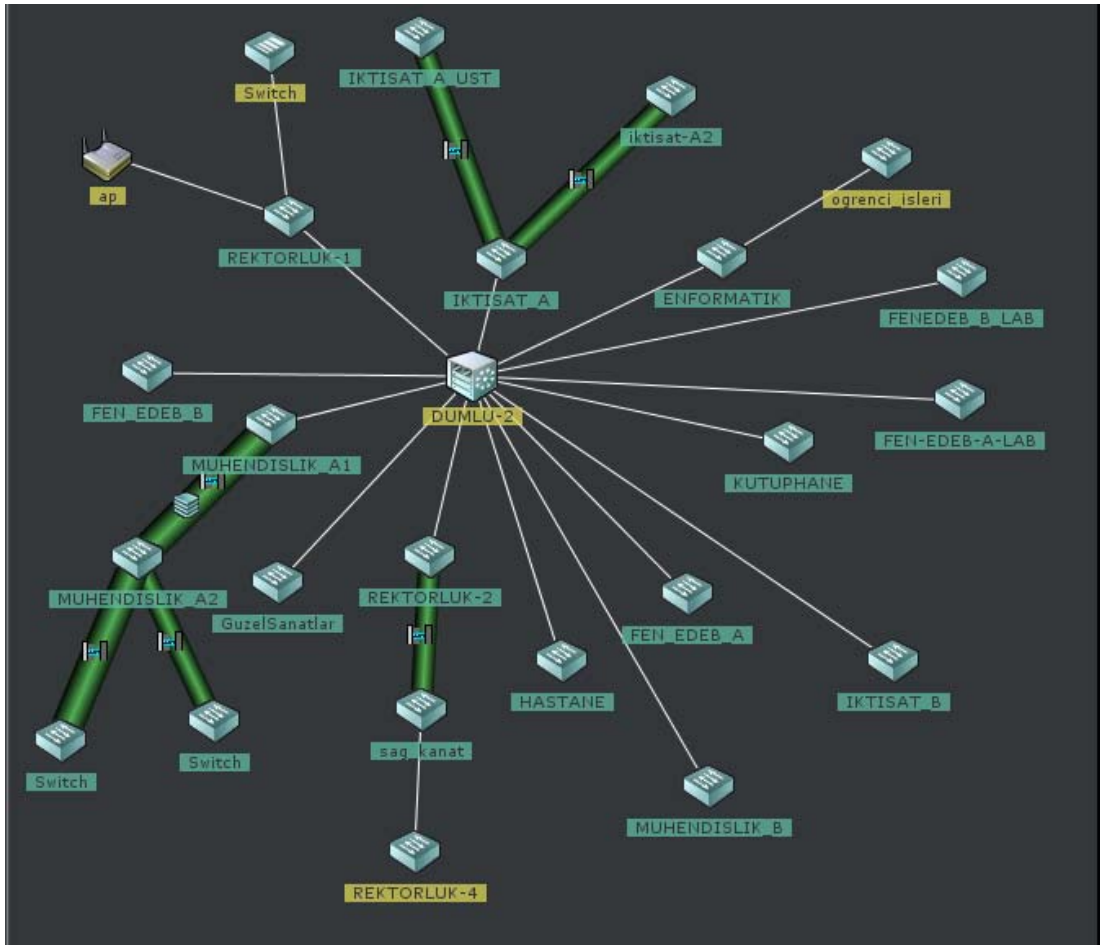 IKTISAT_A_UST
Switch
iktisat-A2
ap
ogrenci_isleri
REKTORLUK-1
IKTISAT_A
ENFORMATIK
FENEDEB_B_LAB
FEN_EDEB_B
DUMLU-2
FEN-EDEB-A-LAB
MUHENDISLIK_A1
KUTUPHANE
MUHENDISLIK_A2
REKTORLUK-2
GuzelSanatlar
FEN_EDEB_A
HASTANE
IKTISAT_B
sag_kanat
Switch
Switch
MUHENDISLIK_B
REKTORLUK-4